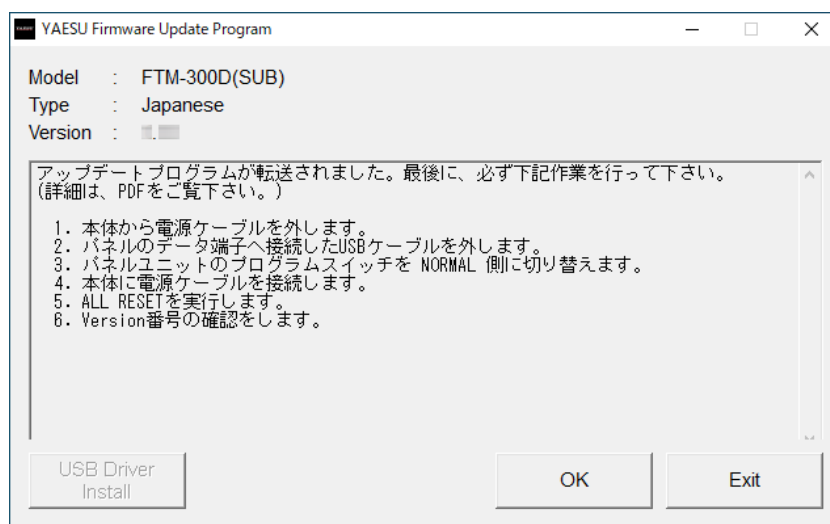 YAESU Firmware Update Program
Model : FTM-300D(SUB)
Type : Japanese
Version :
アップデートプログラムが転送されました。最後に、必ず下記作業を行って下さい。
(詳細は、PDFをご覧下さい。)
1. 本体から電源ケーブルを外します。
2. パネルのデータ端子へ接続したUSBケーブルを外します。
3. パネルユニットのプログラムスイッチを NORMAL 側に切り替えます。
4. 本体に電源ケーブルを接続します。
5. ALL RESETを実行します。
6. Version番号の確認をします。
USB Driver
Install
OK
Exit